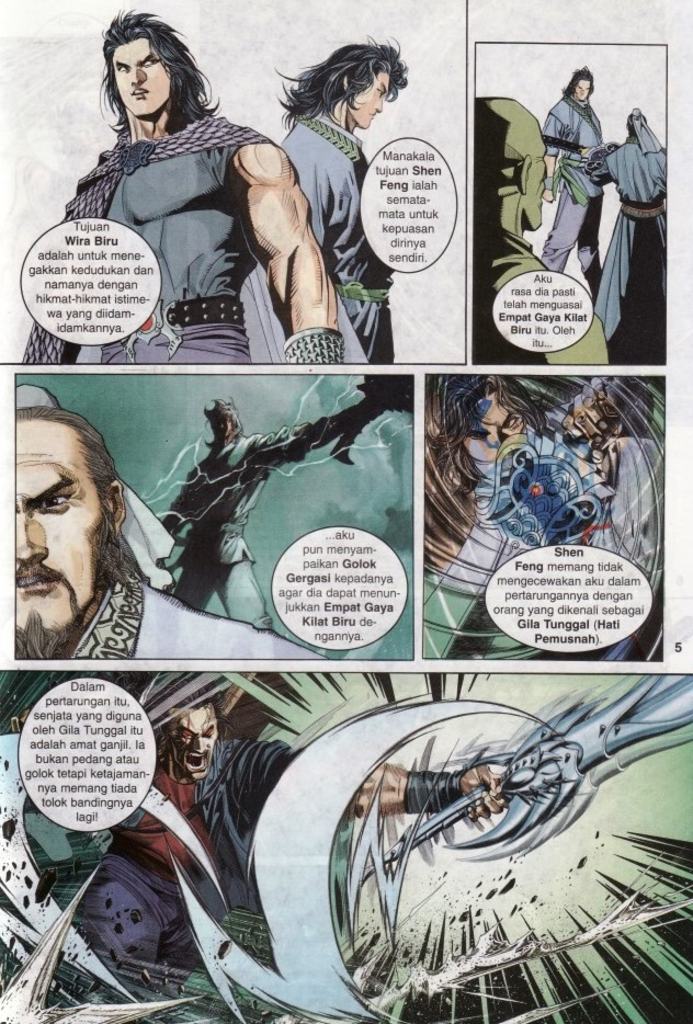 Tujuan
Wira Biru
adalah untuk mene-
gakkan kedudukan dan
namanya dengan
hikmat-hikmat istime-
wa yang diidam-
idamkannya.
Manakala
tujuan Shen
Feng ialah
semata-
mata untuk
kepuasan
dirinya
sendiri.
Aku
rasa dia pasti
telah menguasai
Empat Gaya Kilat
Biru itu. Oleh
itu...
...aku
pun menyam-
paikan Golok
Gergasi kepadanya
agar dia dapat menun-
jukkan Empat Gaya
Kilat Biru de-
ngannya.
Shen
Feng memang tidak
mengecewakan aku dalam
pertarungannya dengan
orang yang dikenali sebagai
Gila Tunggal (Hati
Pemusnah).
5
Dalam
pertarungan itu,
senjata yang diguna
oleh Gila Tunggal itu
adalah amat ganjil. Ia
bukan pedang atau
golok tetapi ketajaman-
nya memang tiada
tolok bandingnya
lagi!